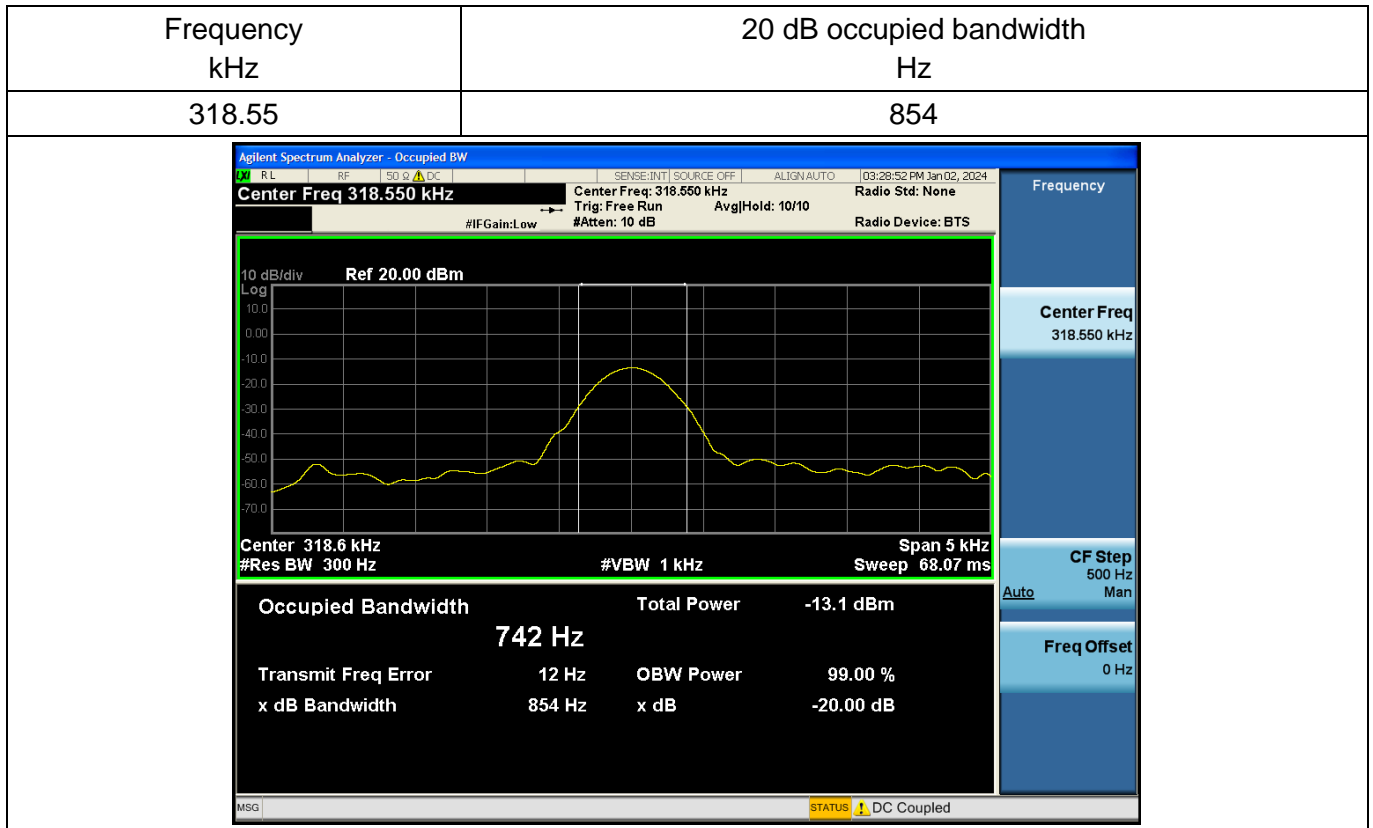 Frequency
kHz
20 dB occupied bandwidth
Hz
318.55
854
Agilent Spectrum Analyzer - Occupied BW
LXI RL RF 50 Ω DC SENSE:INT SOURCE OFF ALIGN AUTO 03:28:52 PM Jan 02, 2024
Center Freq 318.550 kHz
Center Freq: 318.550 kHz
Radio Std: None
Trig: Free Run Avg|Hold: 10/10
#IFGain:Low
#Atten: 10 dB
Radio Device: BTS
10 dB/div Ref 20.00 dBm
Log
10.0
0.00
-10.0
-20.0
-30.0
-40.0
-50.0
-60.0
-70.0
Center 318.6 kHz Span 5 kHz
#Res BW 300 Hz #VBW 1 kHz Sweep 68.07 ms
Occupied Bandwidth
742 Hz
Total Power -13.1 dBm
Transmit Freq Error 12 Hz OBW Power 99.00 %
x dB Bandwidth 854 Hz x dB -20.00 dB
Frequency
Center Freq
318.550 kHz
CF Step
500 Hz
Auto Man
Freq Offset
0 Hz
MSG STATUS DC Coupled